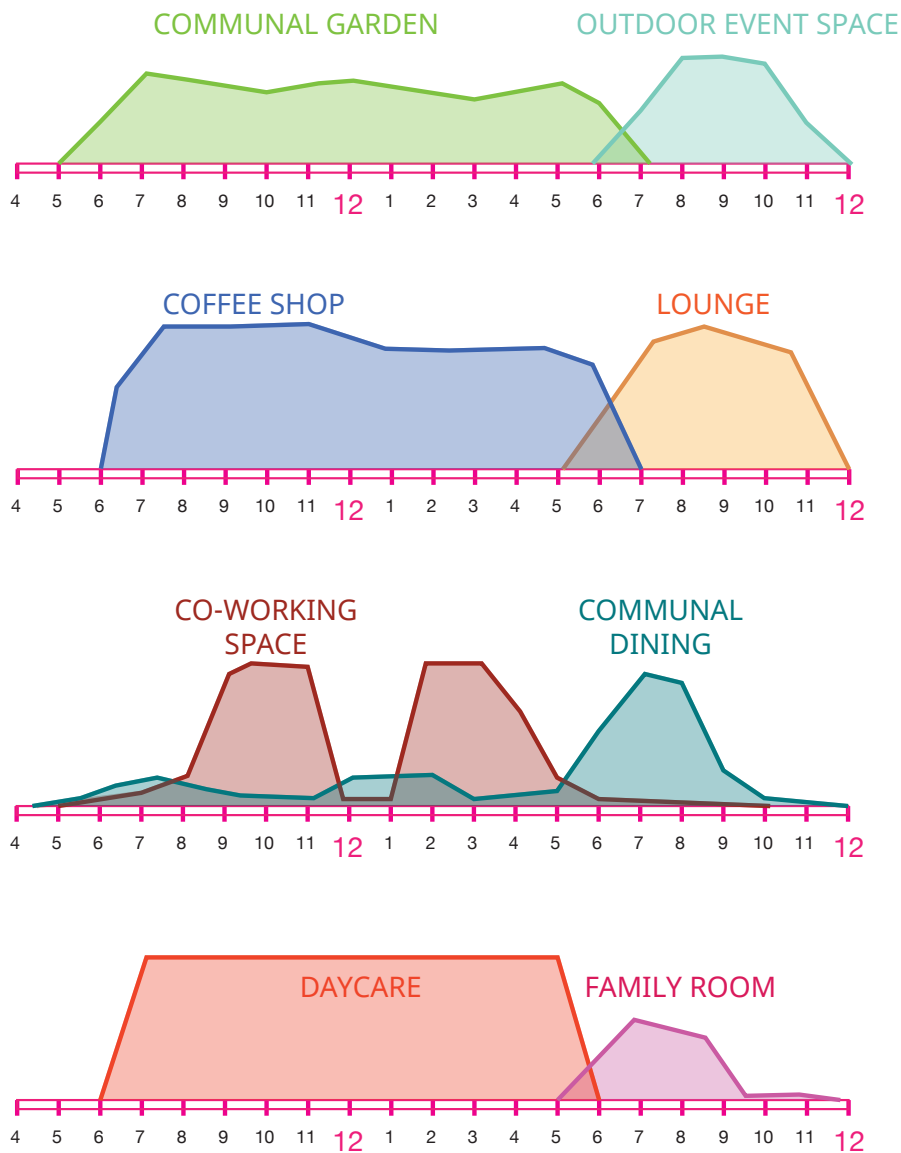 COMMUNAL GARDEN OUTDOOR EVENT SPACE
4 5 6 7 8 9 10 11 12 1 2 3 4 5 6 7 8 9 10 11 12
COFFEE SHOP LOUNGE
4 5 6 7 8 9 10 11 12 1 2 3 4 5 6 7 8 9 10 11 12
CO-WORKING
SPACE
COMMUNAL
DINING
4 5 6 7 8 9 10 11 12 1 2 3 4 5 6 7 8 9 10 11 12
DAYCARE FAMILY ROOM
4 5 6 7 8 9 10 11 12 1 2 3 4 5 6 7 8 9 10 11 12